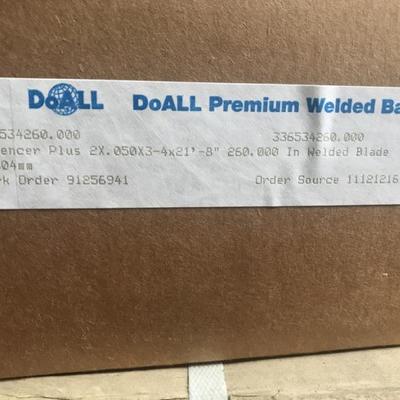 DoALL DoALL Premium Welded Ba
534260.000 336534260.000
encer Plus 2X.050X3-4x21'-8" 260.000 In Welded Blade
04mm
rk Order 91256941 Order Source 11121216